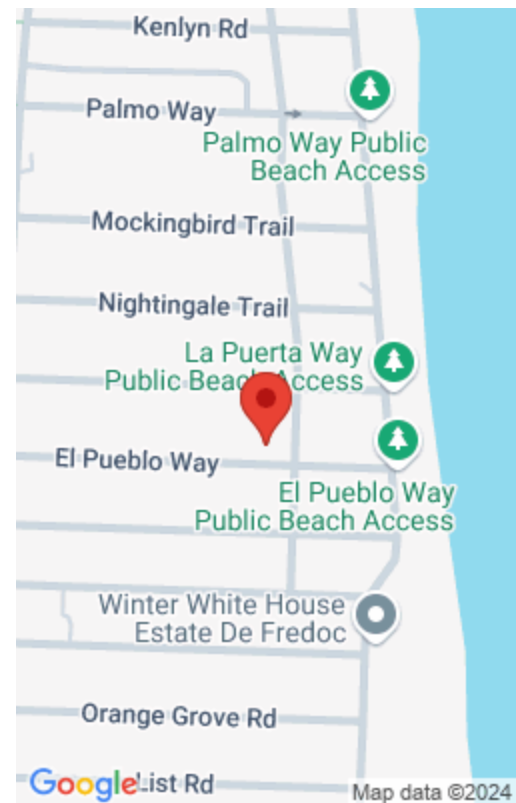 Kenlyn Rd
Palmo Way
Palmo Way Public
Beach Access
Mockingbird Trail
Nightingale Trail
La Puerta Way
Public Beach Access
El Pueblo Way
El Pueblo Way
Public Beach Access
Winter White House
Estate De Fredoc
Orange Grove Rd
List Rd
Google
Map data ©2024